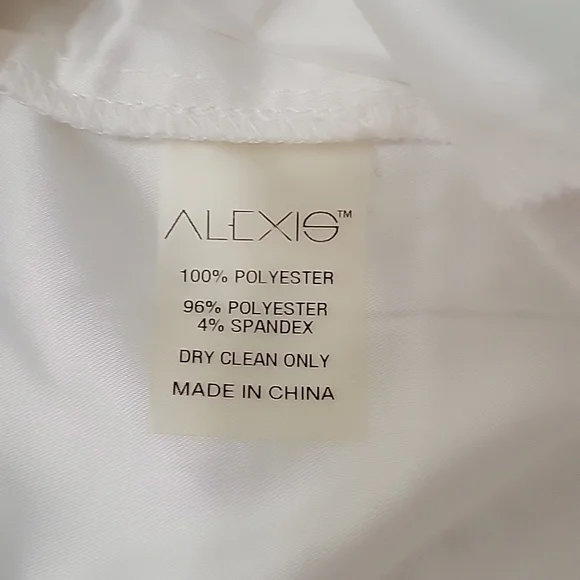 ALEXIS™
100% POLYESTER
96% POLYESTER
4% SPANDEX
DRY CLEAN ONLY
MADE IN CHINA